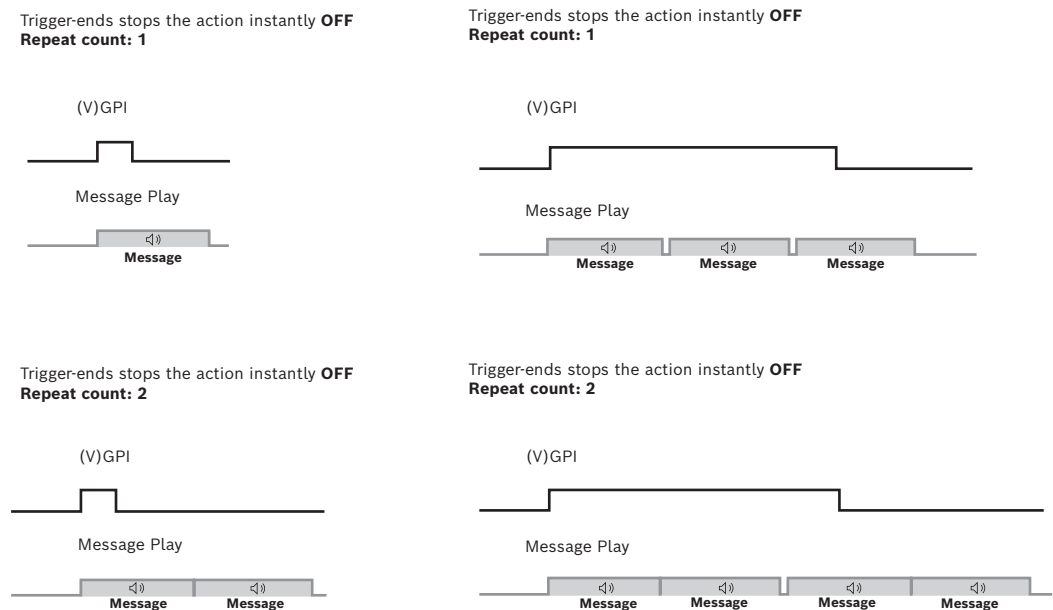 Trigger-ends stops the action instantly OFF
Repeat count: 1
(V)GPI
Message Play
Message
Trigger-ends stops the action instantly OFF
Repeat count: 1
(V)GPI
Message Play
Message Message Message
Trigger-ends stops the action instantly OFF
Repeat count: 2
(V)GPI
Message Play
Message Message
Trigger-ends stops the action instantly OFF
Repeat count: 2
(V)GPI
Message Play
Message Message Message Message